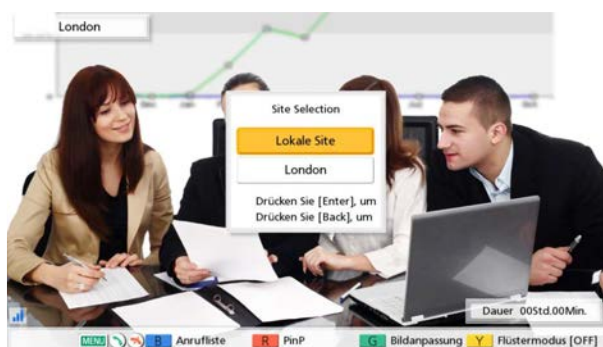 London
Site Selection
Lokale Site
London
Drücken Sie [Enter], um
Drücken Sie [Back], um
Dauer 00Std.00Min.
MENU B Anrufliste R PinP G Bildanpassung Y Flüstermodus [OFF]